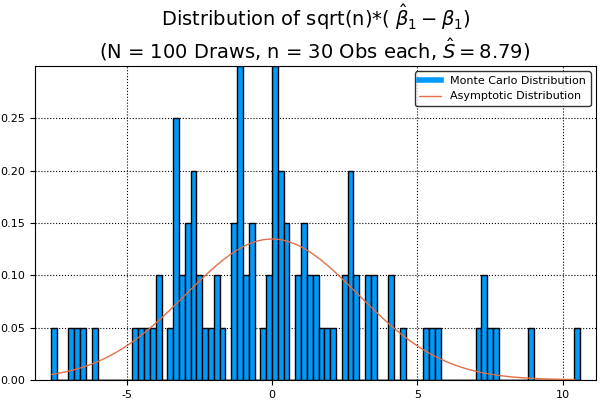 Distribution of sqrt(n)*( β̂₁ − β₁)
(N = 100 Draws, n = 30 Obs each, Ŝ = 8.79)
Monte Carlo Distribution
Asymptotic Distribution
0.25
0.20
0.15
0.10
0.05
0.00
-5 0 5 10